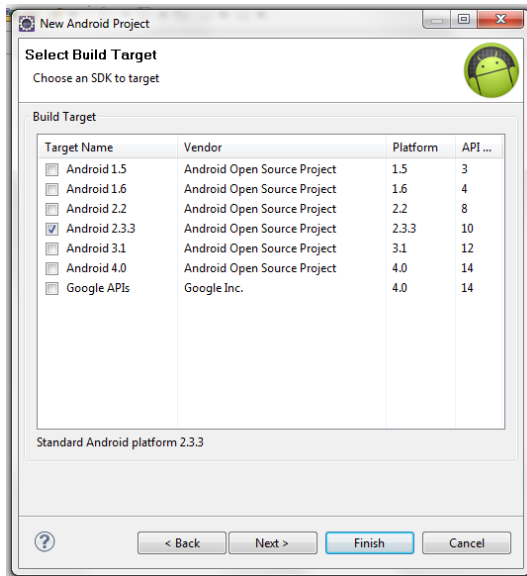 New Android Project
Select Build Target
Choose an SDK to target
Build Target
Target Name Vendor Platform API ...
Android 1.5 Android Open Source Project 1.5 3
Android 1.6 Android Open Source Project 1.6 4
Android 2.2 Android Open Source Project 2.2 8
Android 2.3.3 Android Open Source Project 2.3.3 10
Android 3.1 Android Open Source Project 3.1 12
Android 4.0 Android Open Source Project 4.0 14
Google APIs Google Inc. 4.0 14
Standard Android platform 2.3.3
? < Back Next > Finish Cancel